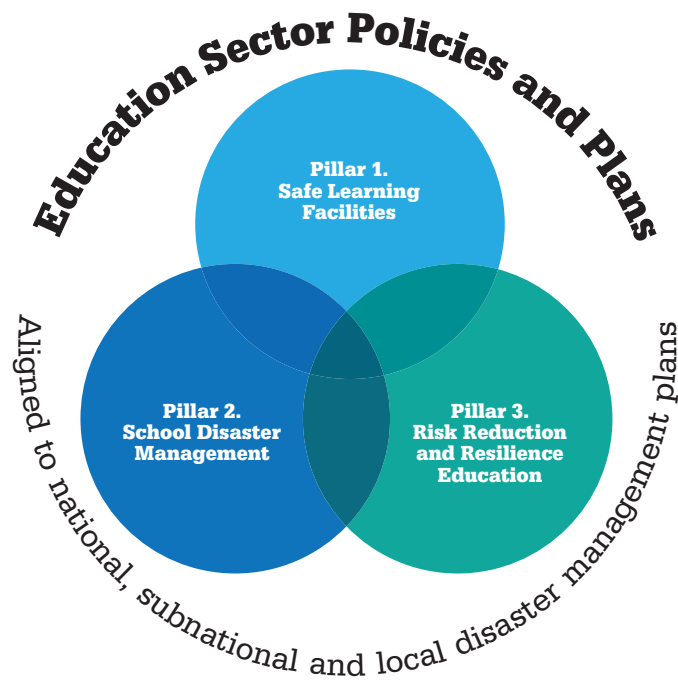 Education Sector Policies and Plans
Pillar 1.
Safe Learning
Facilities
Pillar 2.
School Disaster
Management
Pillar 3.
Risk Reduction
and Resilience
Education
Aligned to national, subnational and local disaster management plans